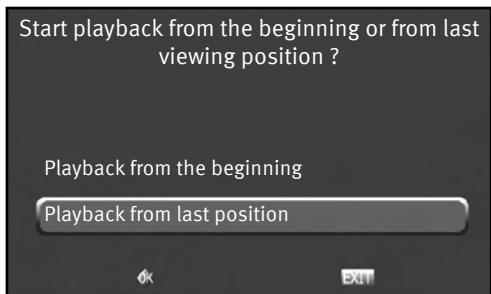 Start playback from the beginning or from last
viewing position ?
Playback from the beginning
Playback from last position
OK EXIT